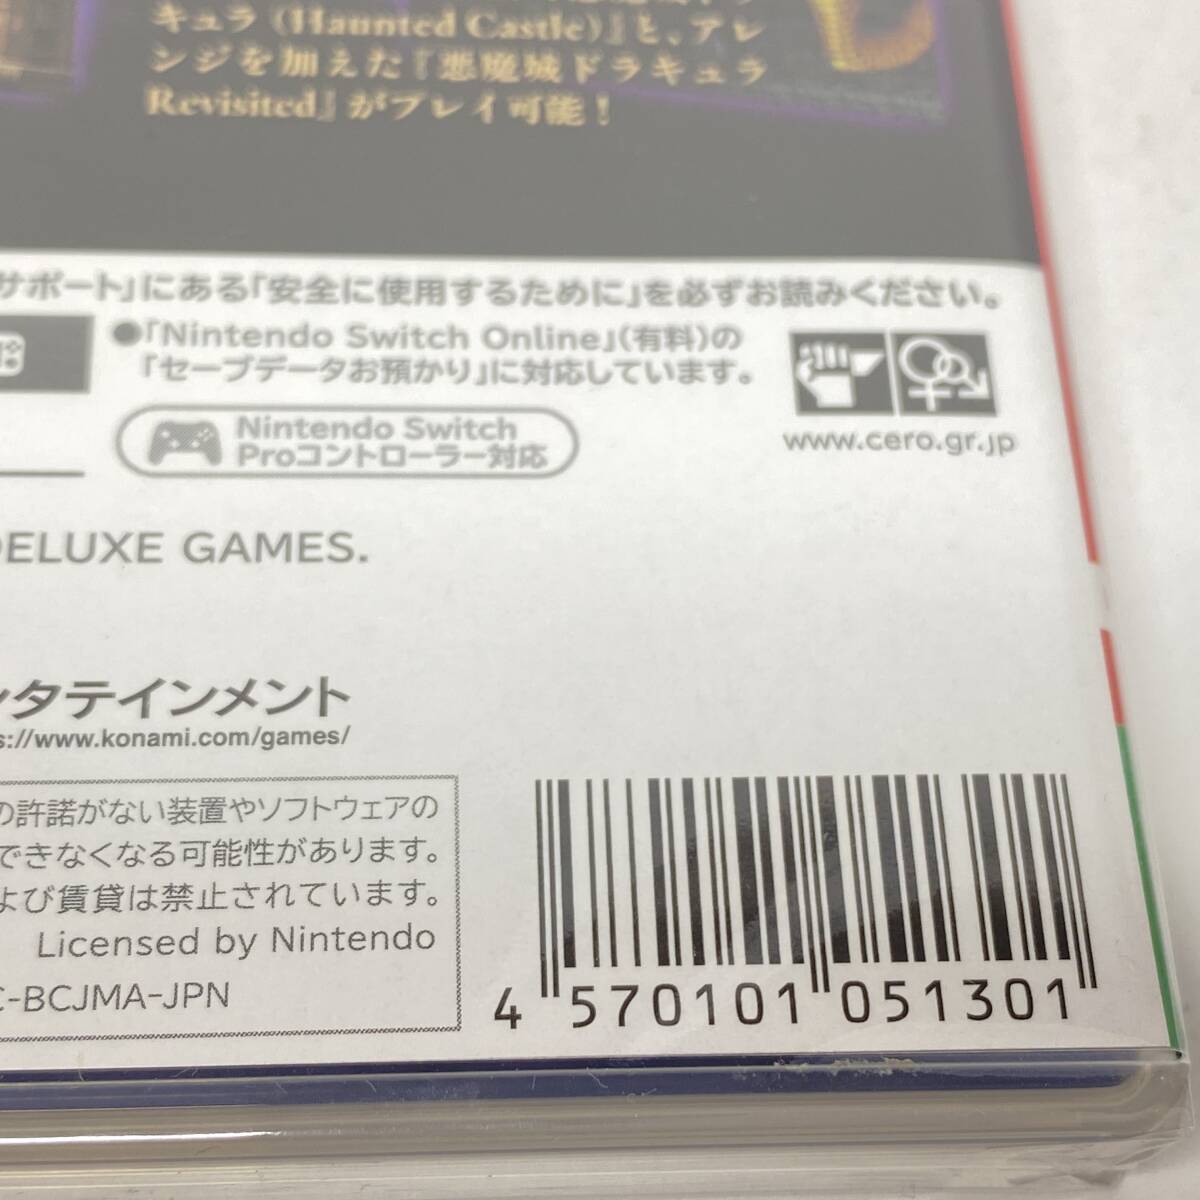 キュラ(Haunted Castle)』と、アレ
ンジを加えた『悪魔城ドラキュラ
Revisited』がプレイ可能!
サポート」にある「安全に使用するために」を必ずお読みください。
●「Nintendo Switch Online」(有料)の
「セーブデータお預かり」に対応しています。
Nintendo Switch
Proコントローラー対応
www.cero.gr.jp
DELUXE GAMES.
ンタテインメント
s://www.konami.com/games/
の許諾がない装置やソフトウェアの
できなくなる可能性があります。
よび賃貸は禁止されています。
Licensed by Nintendo
C-BCJMA-JPN
4 570101 051301